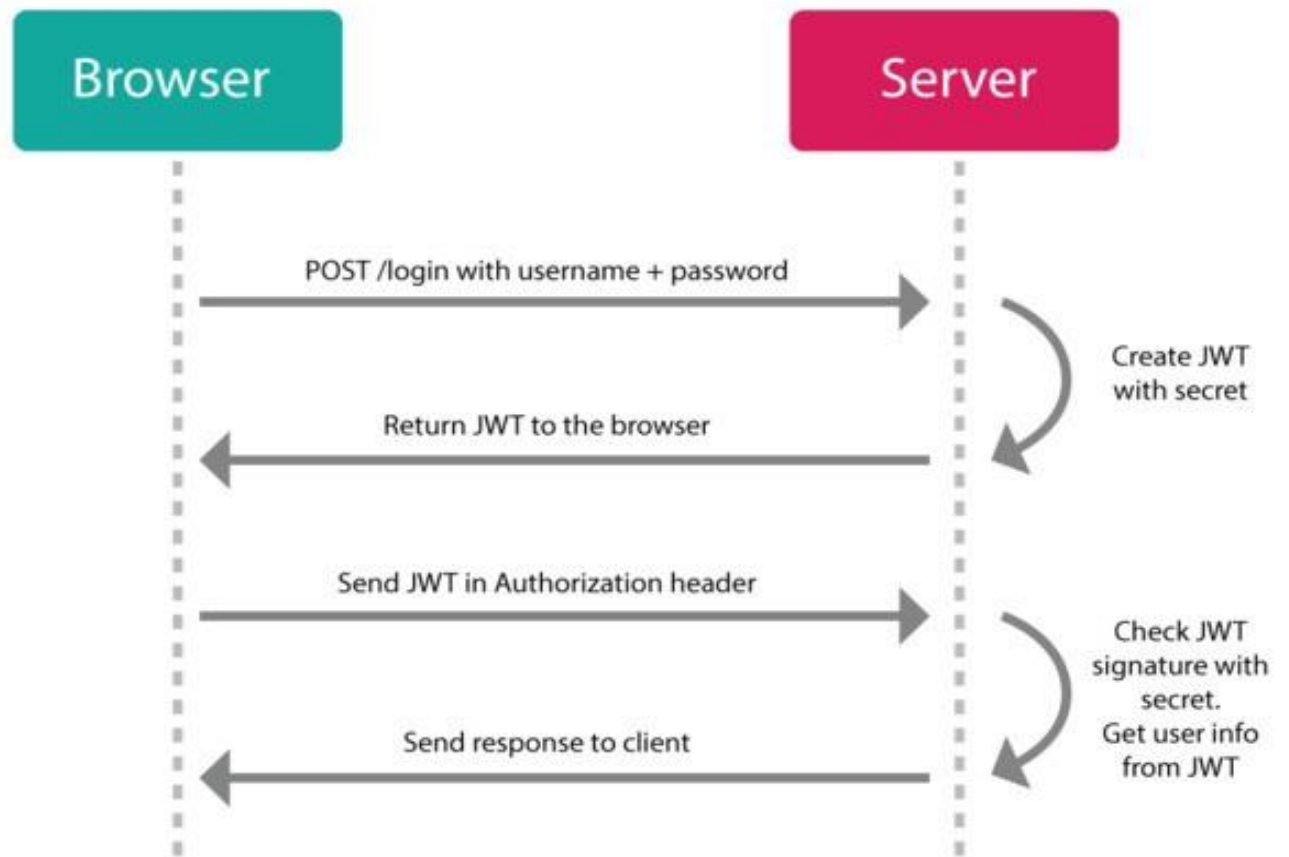 Browser
Server
POST /login with username + password
Create JWT
with secret
Return JWT to the browser
Send JWT in Authorization header
Check JWT
signature with
secret.
Get user info
from JWT
Send response to client